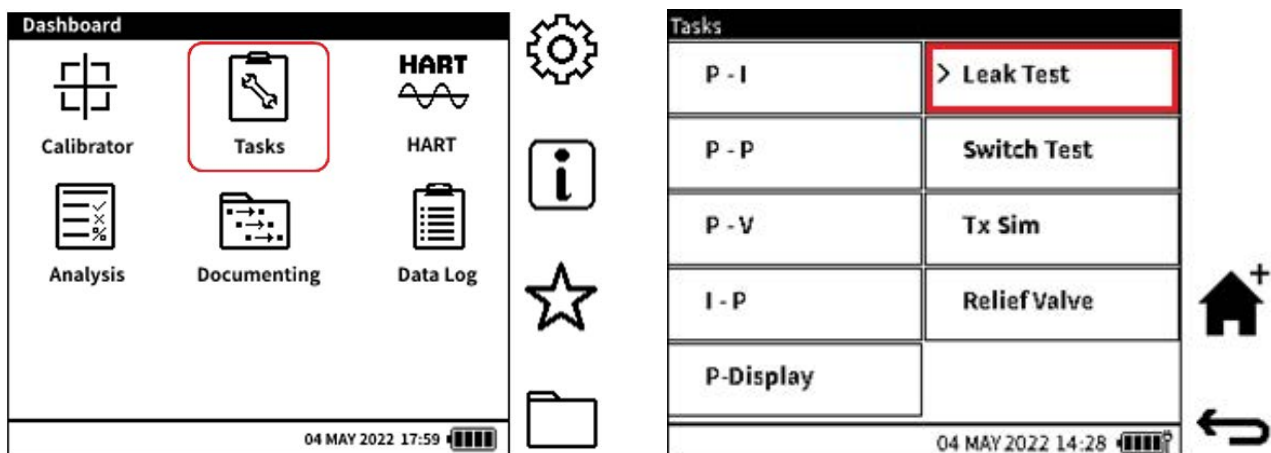 Dashboard
HART
Calibrator Tasks HART
Analysis Documenting Data Log
04 MAY 2022 17:59
Tasks
P - I > Leak Test
P - P Switch Test
P - V Tx Sim
I - P Relief Valve
P-Display
04 MAY 2022 14:28